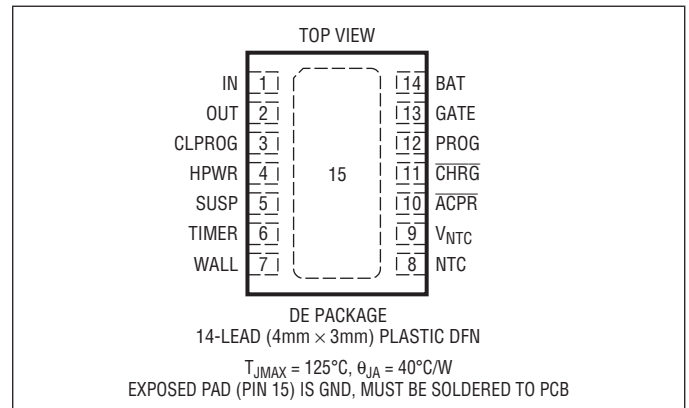 TOP VIEW
IN 1 14 BAT
OUT 2 13 GATE
CLPROG 3 12 PROG
HPWR 4 15 11 CHRG
SUSP 5 10 ACPR
TIMER 6 9 VNTC
WALL 7 8 NTC
DE PACKAGE
14-LEAD (4mm × 3mm) PLASTIC DFN
TJMAX = 125°C, θJA = 40°C/W
EXPOSED PAD (PIN 15) IS GND, MUST BE SOLDERED TO PCB